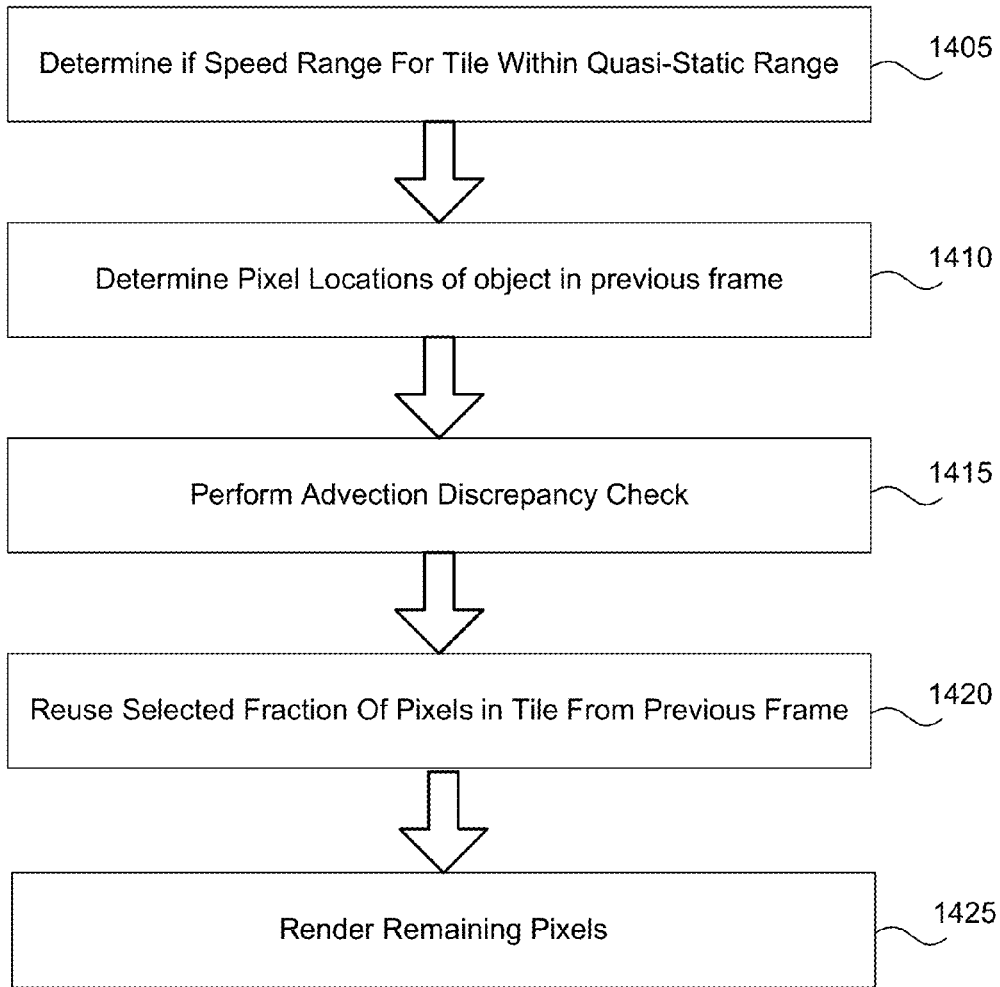 Determine if Speed Range For Tile Within Quasi-Static Range
1405
Determine Pixel Locations of object in previous frame
1410
Perform Advection Discrepancy Check
1415
Reuse Selected Fraction Of Pixels in Tile From Previous Frame
1420
Render Remaining Pixels
1425